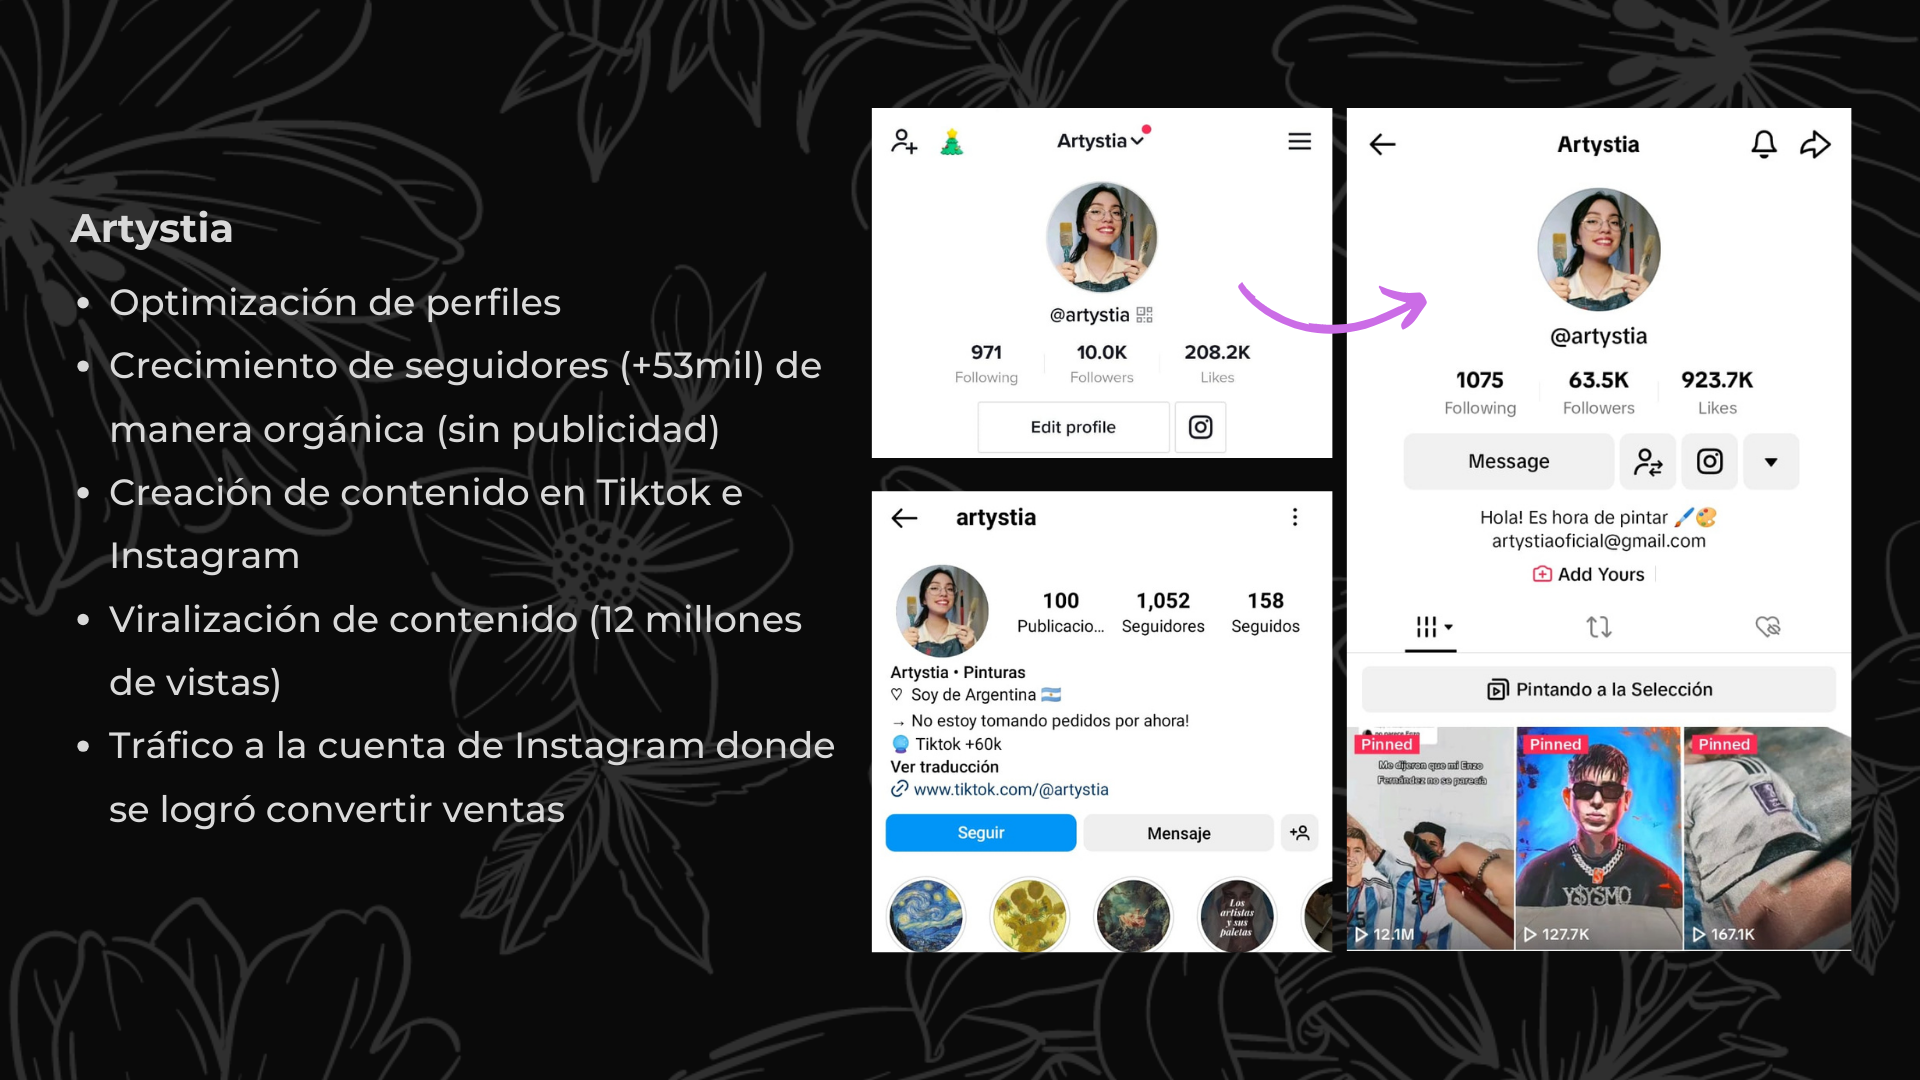 Artystia
• Optimización de perfiles
• Crecimiento de seguidores (+53mil) de
manera orgánica (sin publicidad)
• Creación de contenido en Tiktok e
Instagram
• Viralización de contenido (12 millones
de vistas)
• Tráfico a la cuenta de Instagram donde
se logró convertir ventas
Artystia
@artystia
971 10.0K 208.2K
Following Followers Likes
Edit profile
artystia
100 1,052 158
Publicacio... Seguidores Seguidos
Artystia • Pinturas
♡ Soy de Argentina 🇦🇷
→ No estoy tomando pedidos por ahora!
🔮 Tiktok +60k
Ver traducción
www.tiktok.com/@artystia
Seguir Mensaje
Los
artistas
y sus
paletas
Artystia
@artystia
1075 63.5K 923.7K
Following Followers Likes
Message
Hola! Es hora de pintar 🖌️🎨
artystiaoficial@gmail.com
Add Yours
Pintando a la Selección
Pinned Pinned Pinned
Me dijeron que mi Enzo
Fernández no se parecía
24
Y$Y$MO
12.1M 127.7K 167.1K